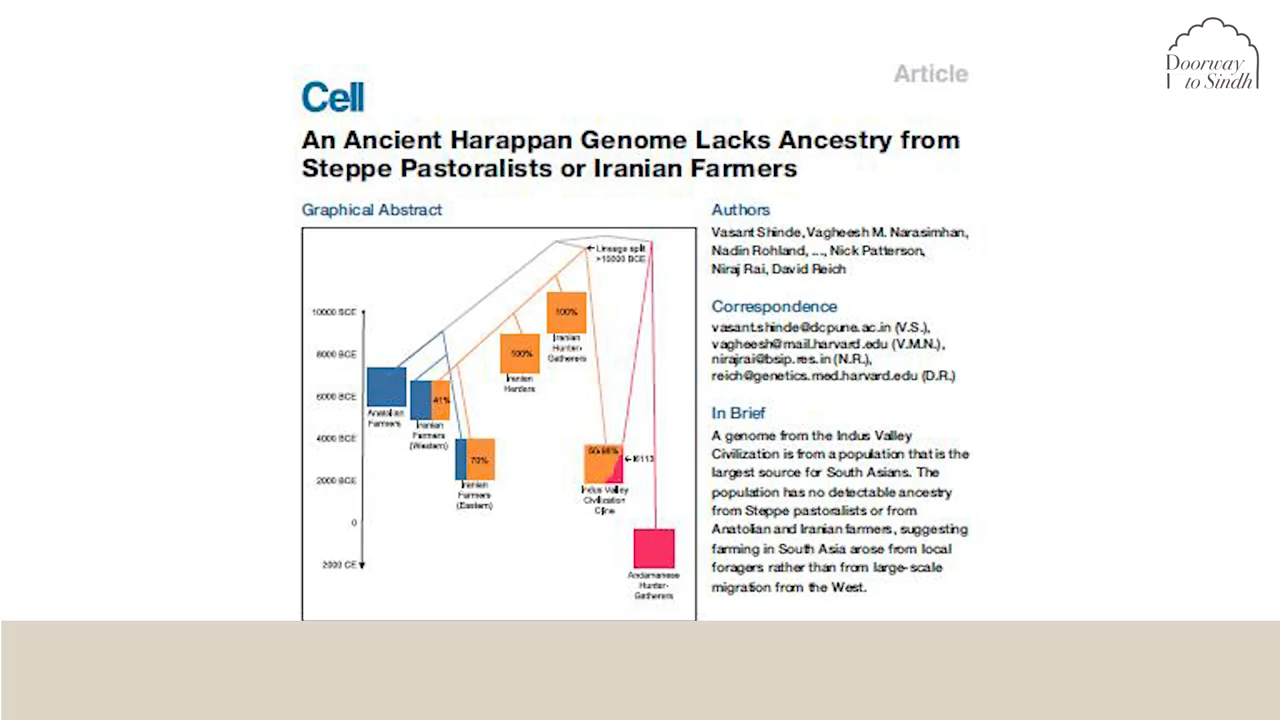 Doorway
to Sindh
Article
Cell
An Ancient Harappan Genome Lacks Ancestry from
Steppe Pastoralists or Iranian Farmers
Graphical Abstract
Lineage split
>10000 BCE
10000 BCE
8000 BCE
6000 BCE
4000 BCE
2000 BCE
0
2000 CE
100%
Iranian
Hunter-
Gatherers
100%
Iranian
Herders
Anatolian
Farmers
41%
Iranian
Farmers
(Western)
70%
Iranian
Farmers
(Eastern)
Indus Valley
Civilization
Cline
Andamanese
Hunter-
Gatherers
Authors
Vasant Shinde, Vagheesh M. Narasimhan,
Nadin Rohland, ..., Nick Patterson,
Niraj Rai, David Reich
Correspondence
vasant.shinde@dcpune.ac.in (V.S.),
vagheesh@mail.harvard.edu (V.M.N.),
nirajrai@bsip.res.in (N.R.),
reich@genetics.med.harvard.edu (D.R.)
In Brief
A genome from the Indus Valley
Civilization is from a population that is the
largest source for South Asians. The
population has no detectable ancestry
from Steppe pastoralists or from
Anatolian and Iranian farmers, suggesting
farming in South Asia arose from local
foragers rather than from large-scale
migration from the West.